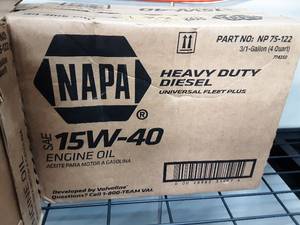 PART NO: NP 75-122
3/1-Gallon (4 Quart)
NAPA
®
HEAVY DUTY
DIESEL
UNIVERSAL FLEET PLUS
SAE 15W-40
ENGINE OIL
ACEITE PARA MOTOR A GASOLINA
Developed by Valvoline
Questions? Call 1-800-TEAM VAL
OIL